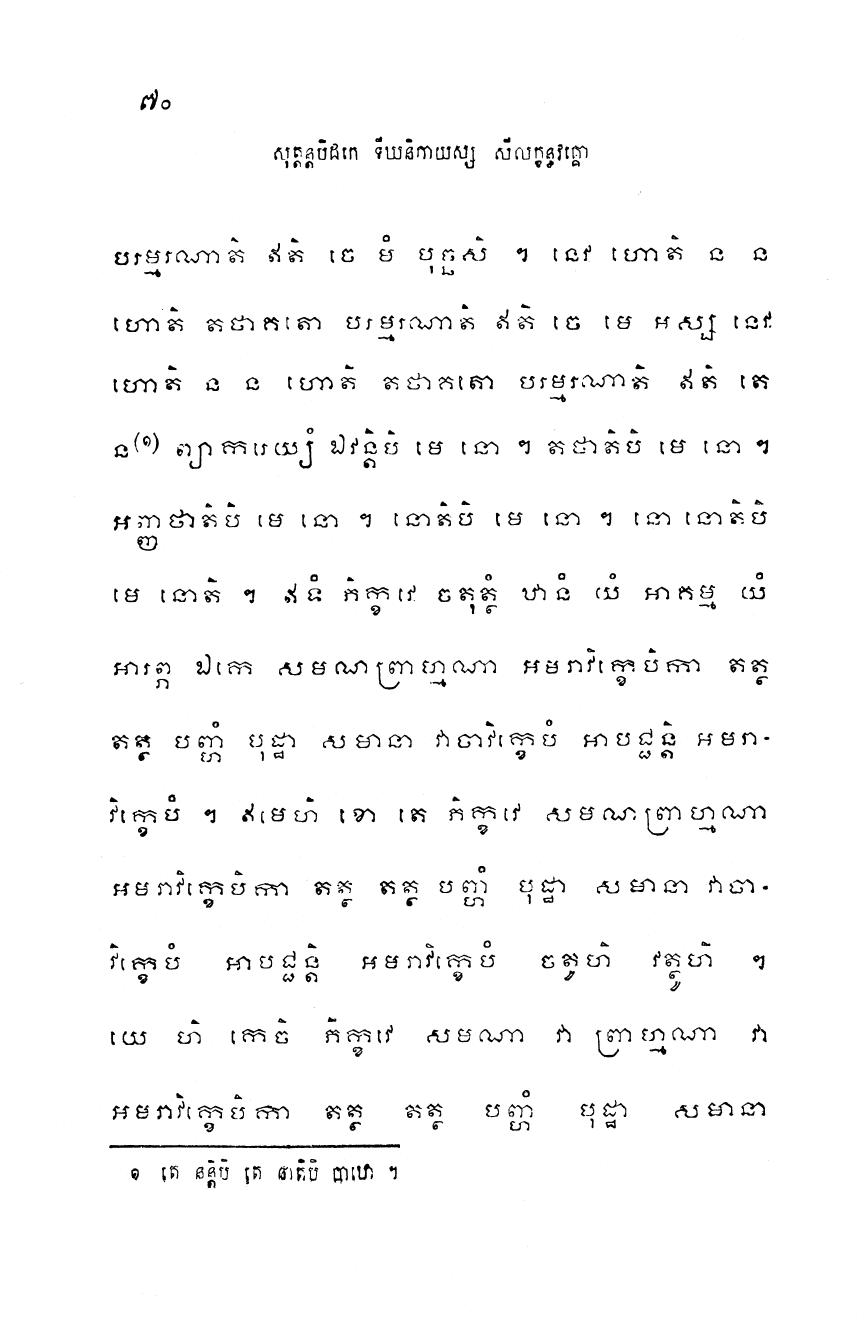 ៧០
សុត្តន្តបិដកេ ទីឃនិកាយស្ស សីលក្ខន្ធវគ្គោ
បរម្មរណាតិ ឥតិ ចេ មំ បុច្ឆសិ ។ នេវ ហោតិ ន ន
ហោតិ តថាគតោ បរម្មរណាតិ ឥតិ ចេ មេ អស្ស នេវ
ហោតិ ន ន ហោតិ តថាគតោ បរម្មរណាតិ ឥតិ តេ
ន(១) ព្យាករេយ្យំ ឯវន្តិបិ មេ នោ ។ តថាតិបិ មេ នោ ។
អញ្ញថាតិបិ មេ នោ ។ នោតិបិ មេ នោ ។ នោ នោតិបិ
មេ នោតិ ។ ឥទំ ភិក្ខវេ ចតុត្ថំ ឋានំ យំ អាគម្ម យំ
អារព្ភ ឯកេ សមណព្រាហ្មណា អមរាវិក្ខេបិកា តត្ថ
តត្ថ បញ្ហំ បុដ្ឋា សមានា វាចាវិក្ខេបំ អាបជ្ជន្តិ អមរា-
វិក្ខេបំ ។ ឥមេហិ ខោ តេ ភិក្ខវេ សមណព្រាហ្មណា
អមរាវិក្ខេបិកា តត្ថ តត្ថ បញ្ហំ បុដ្ឋា សមានា វាចា-
វិក្ខេបំ អាបជ្ជន្តិ អមរាវិក្ខេបំ ចតូហិ វត្ថូហិ ។
យេ ហិ កេចិ ភិក្ខវេ សមណា វា ព្រាហ្មណា វា
អមរាវិក្ខេបិកា តត្ថ តត្ថ បញ្ហំ បុដ្ឋា សមានា
១ តេ នន្តិបិ តេ នាតិបិ បាឋោ ។